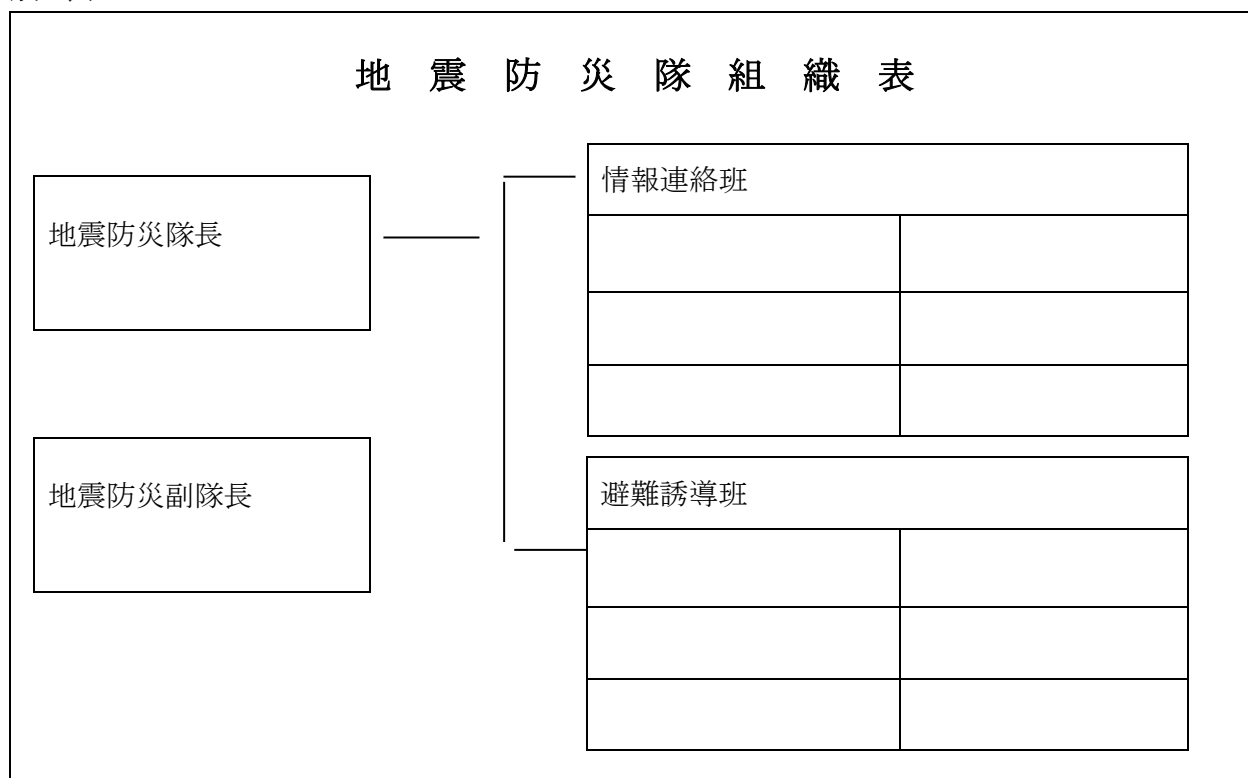 地 震 防 災 隊 組 織 表
情報連絡班
地震防災隊長
地震防災副隊長
避難誘導班